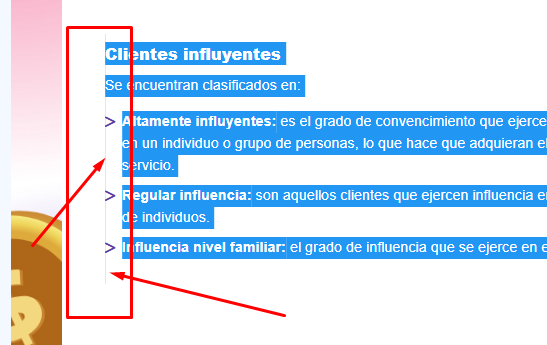 Clientes influyentes
Se encuentran clasificados en:
> Altamente influyentes: es el grado de convencimiento que ejerce
en un individuo o grupo de personas, lo que hace que adquieran el
servicio.
> Regular influencia: son aquellos clientes que ejercen influencia en
de individuos.
> Influencia nivel familiar: el grado de influencia que se ejerce en e
$